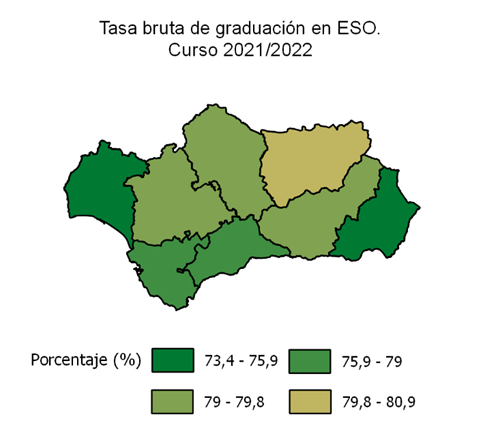 Tasa bruta de graduación en ESO.
Curso 2021/2022
Porcentaje (%)
73,4 - 75,9
75,9 - 79
79 - 79,8
79,8 - 80,9